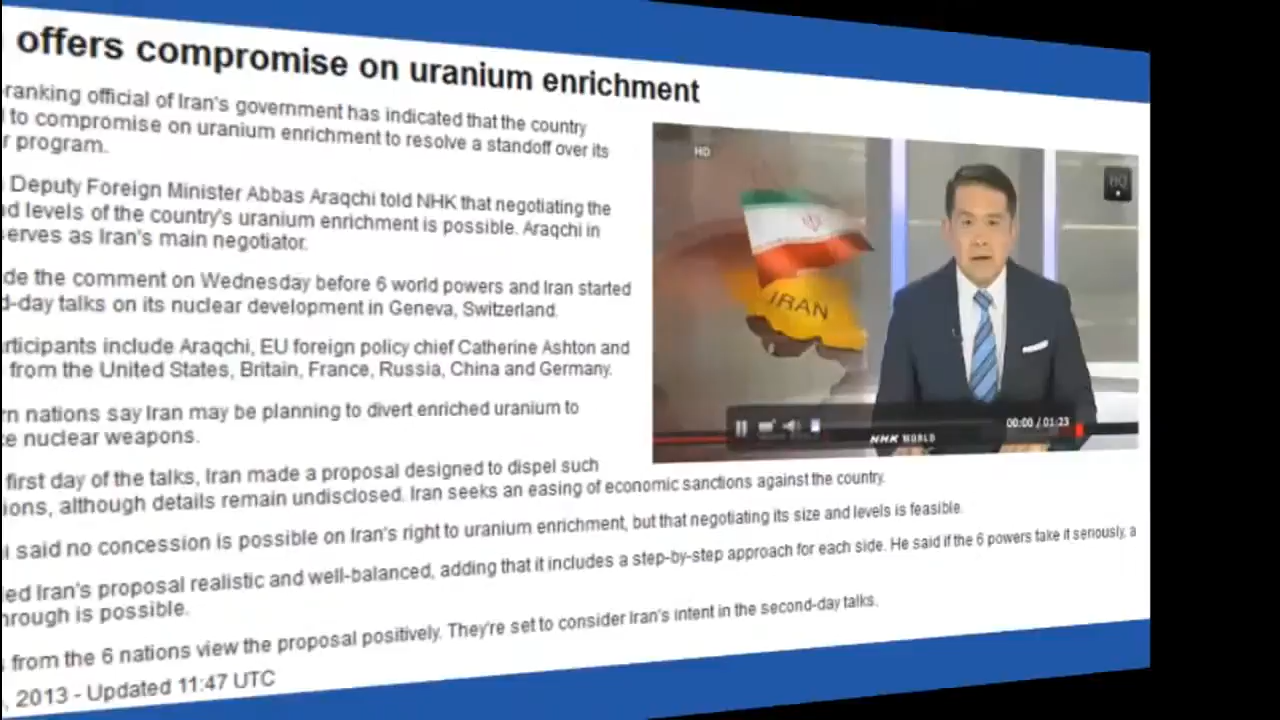 offers compromise on uranium enrichment
ranking official of Iran's government has indicated that the country
to compromise on uranium enrichment to resolve a standoff over its
r program.
Deputy Foreign Minister Abbas Araqchi told NHK that negotiating the
d levels of the country's uranium enrichment is possible. Araqchi in
erves as Iran's main negotiator.
de the comment on Wednesday before 6 world powers and Iran started
d-day talks on its nuclear development in Geneva, Switzerland.
rticipants include Araqchi, EU foreign policy chief Catherine Ashton and
from the United States, Britain, France, Russia, China and Germany.
rn nations say Iran may be planning to divert enriched uranium to
e nuclear weapons.
first day of the talks, Iran made a proposal designed to dispel such
ions, although details remain undisclosed. Iran seeks an easing of economic sanctions against the country.
i said no concession is possible on Iran's right to uranium enrichment, but that negotiating its size and levels is feasible.
ed Iran's proposal realistic and well-balanced, adding that it includes a step-by-step approach for each side. He said if the 6 powers take it seriously, a
hrough is possible.
s from the 6 nations view the proposal positively. They're set to consider Iran's intent in the second-day talks.
, 2013 - Updated 11:47 UTC
HD
HQ
IRAN
00:00 / 01:23
NHK WORLD